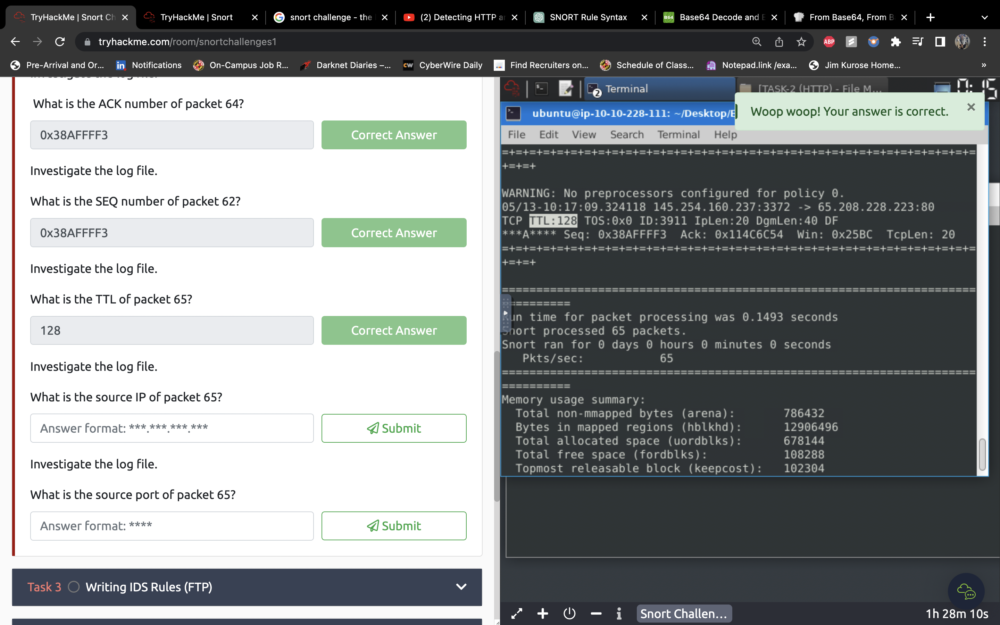 TryHackMe | Snort Ch
TryHackMe | Snort
snort challenge - the
(2) Detecting HTTP ar
SNORT Rule Syntax
B64
Base64 Decode and E
From Base64, From B
tryhackme.com/room/snortchallenges1
ABP
Pre-Arrival and Or...
in
Notifications
On-Campus Job R...
Darknet Diaries –...
CW
CyberWire Daily
Find Recruiters on...
Schedule of Class...
Notepad.link /exa...
Jim Kurose Home...
»
What is the ACK number of packet 64?
0x38AFFFF3
Correct Answer
Investigate the log file.
What is the SEQ number of packet 62?
0x38AFFFF3
Correct Answer
Investigate the log file.
What is the TTL of packet 65?
128
Correct Answer
Investigate the log file.
What is the source IP of packet 65?
Answer format: ***.***.***.***
Submit
Investigate the log file.
What is the source port of packet 65?
Answer format: ****
Submit
Task 3
Writing IDS Rules (FTP)
2
Terminal
[TASK-2 (HTTP) - File M...
0:15
ubuntu@ip-10-10-228-111: ~/Desktop/E
Woop woop! Your answer is correct.
File Edit View Search Terminal Help
=+=+=+=+=+=+=+=+=+=+=+=+=+=+=+=+=+=+=+=+=+=+=+=+=+=+=+=+=+=+=+=+=+=+=
+=+=+
WARNING: No preprocessors configured for policy 0.
05/13-10:17:09.324118 145.254.160.237:3372 -> 65.208.228.223:80
TCP TTL:128 TOS:0x0 ID:3911 IpLen:20 DgmLen:40 DF
***A**** Seq: 0x38AFFFF3  Ack: 0x114C6C54  Win: 0x25BC  TcpLen: 20
=+=+=+=+=+=+=+=+=+=+=+=+=+=+=+=+=+=+=+=+=+=+=+=+=+=+=+=+=+=+=+=+=+=+=
+=+=+
=====================================================================
==========
Run time for packet processing was 0.1493 seconds
Snort processed 65 packets.
Snort ran for 0 days 0 hours 0 minutes 0 seconds
Pkts/sec: 65
=====================================================================
==========
Memory usage summary:
Total non-mmapped bytes (arena): 786432
Bytes in mapped regions (hblkhd): 12906496
Total allocated space (uordblks): 678144
Total free space (fordblks): 108288
Topmost releasable block (keepcost): 102304
Snort Challen...
1h 28m 10s